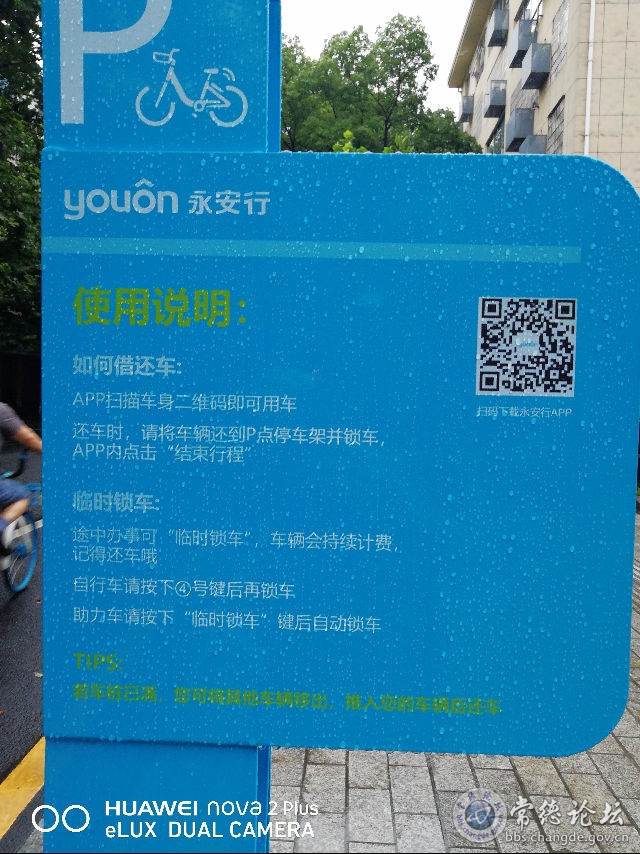 P
youôn 永安行
使用说明:
如何借还车:
APP扫描车身二维码即可用车
还车时，请将车辆还到P点停车架并锁车，
APP内点击“结束行程”
扫码下载永安行APP
临时锁车:
途中办事可“临时锁车”，车辆会持续计费，
记得还车哦
自行车请按下④号键后再锁车
助力车请按下“临时锁车”键后自动锁车
TIPS:
若车桩已满，您可将其他车辆移出，推入您的车辆后还车
HUAWEI nova 2 Plus
eLUX DUAL CAMERA
常德论坛
bbs.changde.gov.cn